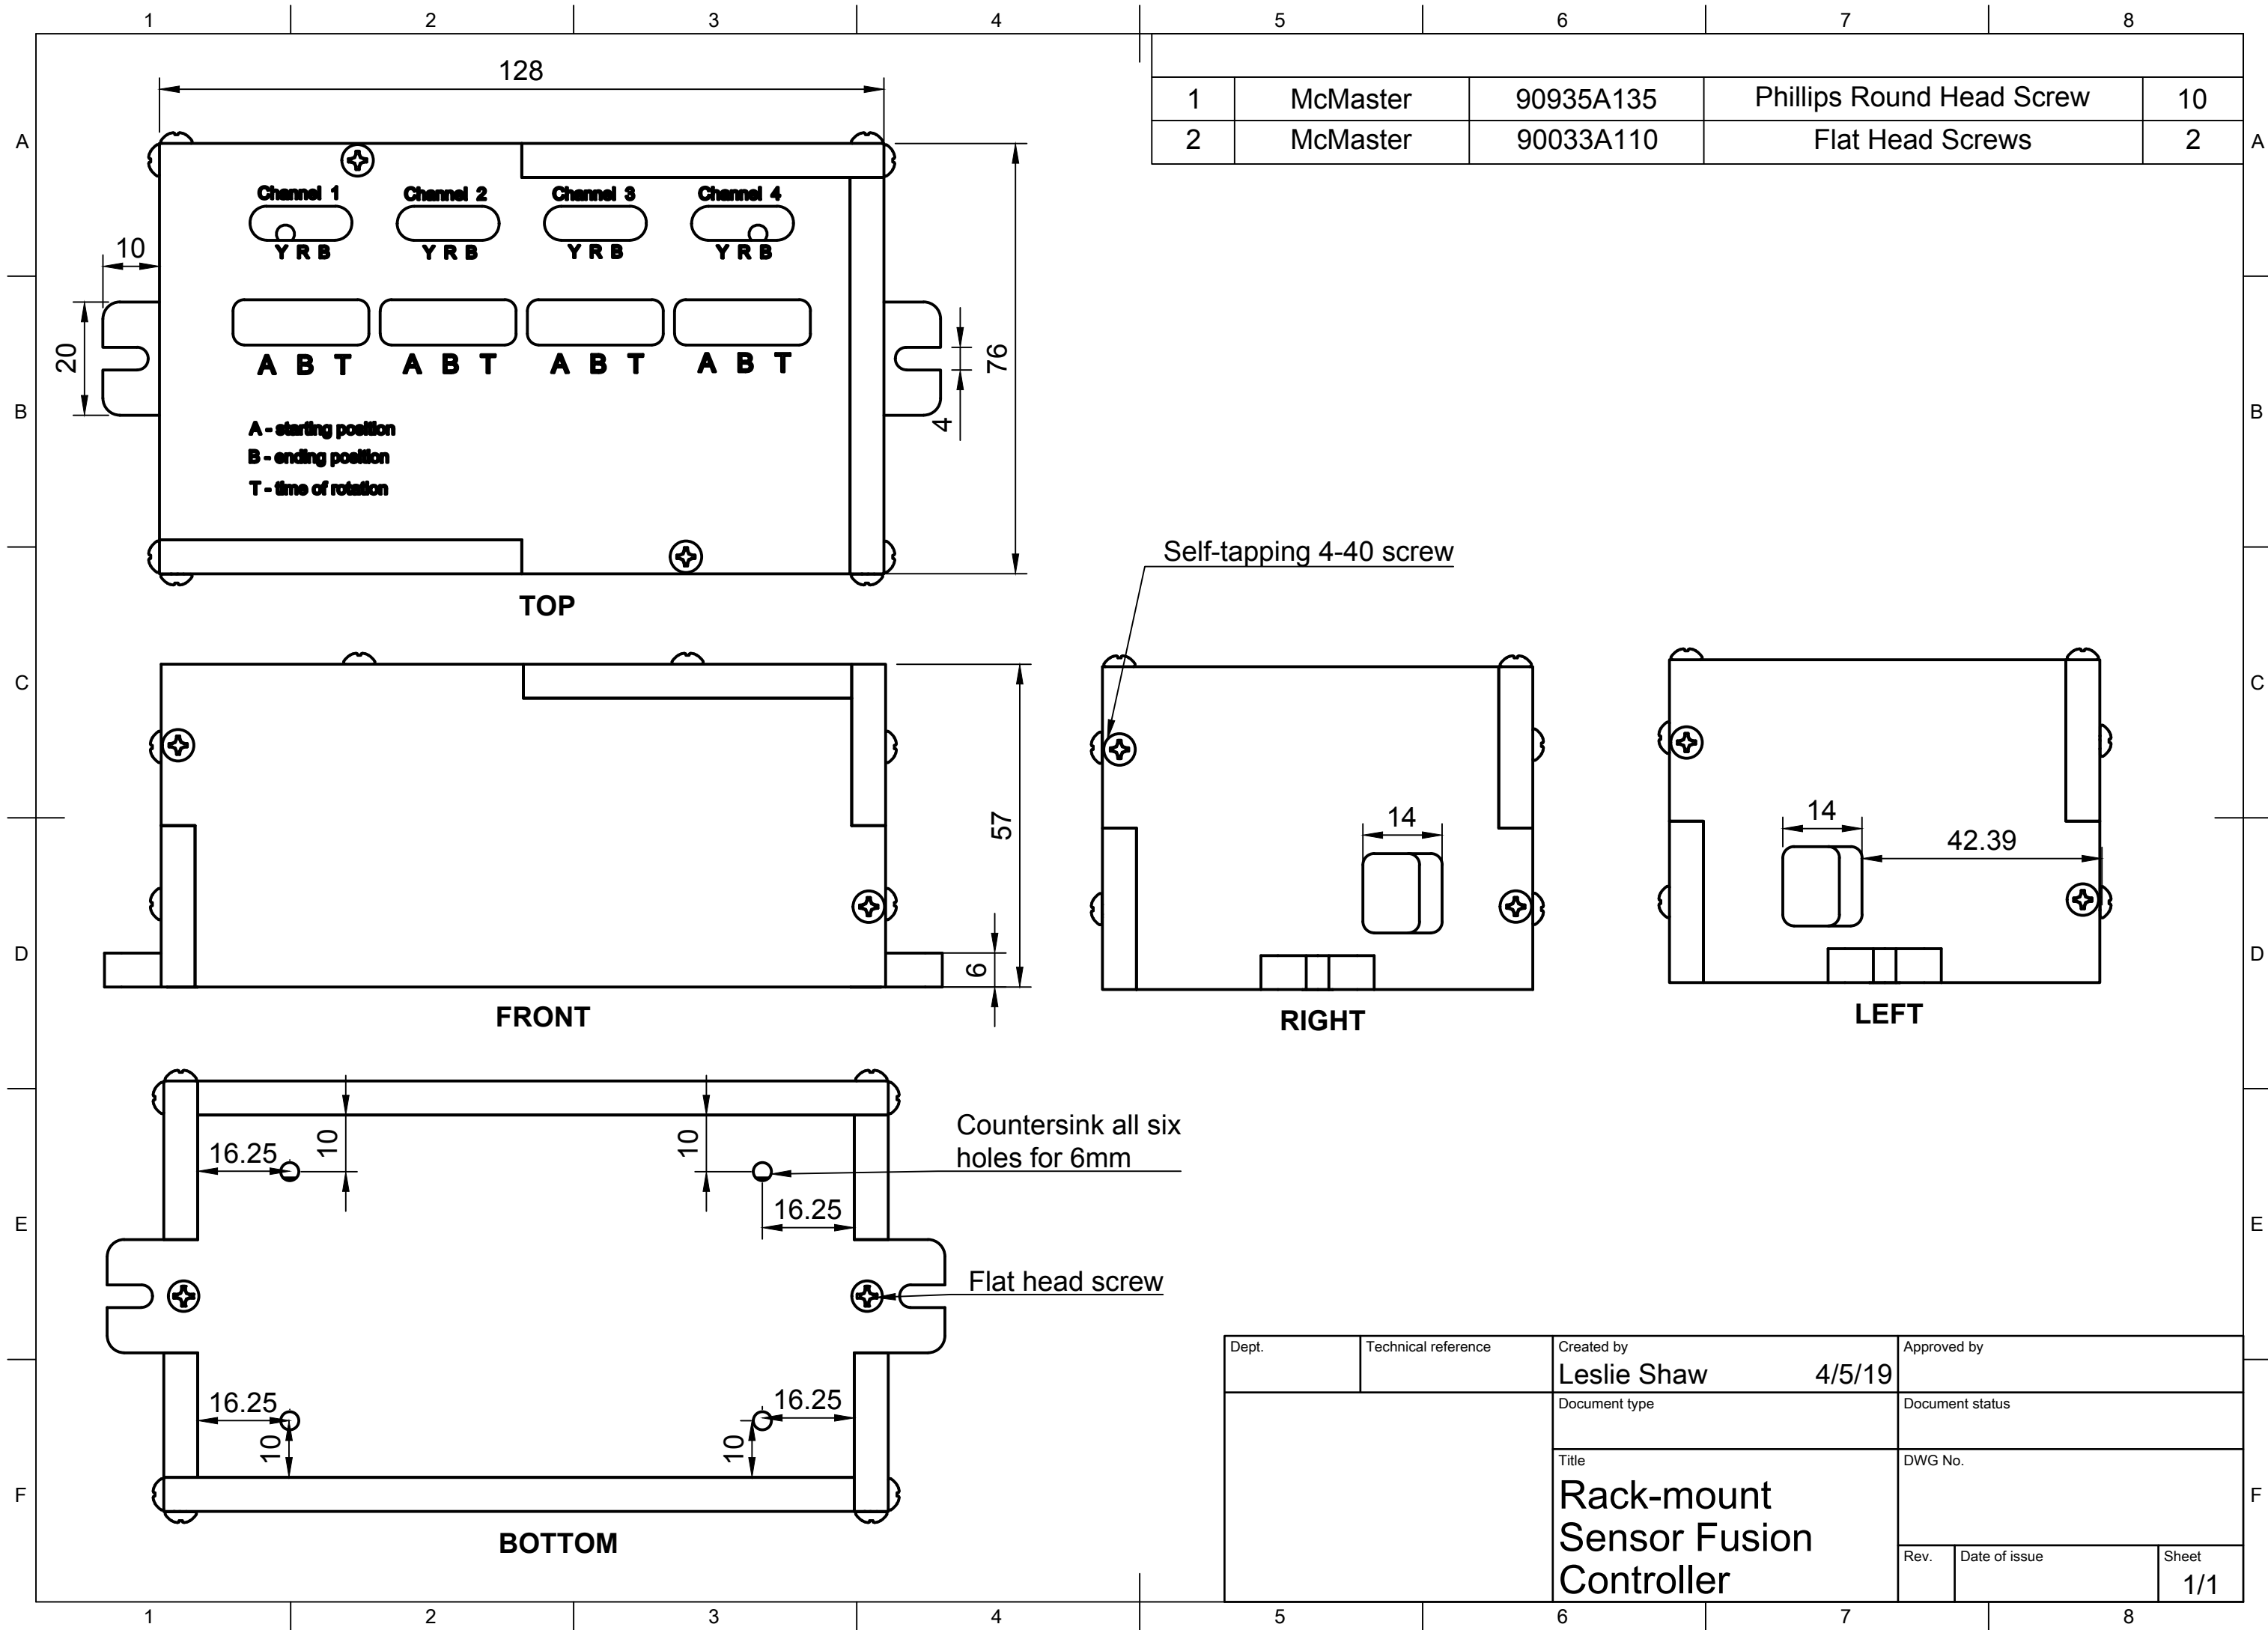 1 2 3 4 5 6 7 8
A
B
C
D
E
F
A
B
C
D
E
F
1 McMaster 90935A135 Phillips Round Head Screw 10
2 McMaster 90033A110 Flat Head Screws 2
128
Channel 1 Channel 2 Channel 3 Channel 4
Y R B Y R B Y R B Y R B
10
20
76
4
A B T A B T A B T A B T
A - starting position
B - ending position
T - time of rotation
TOP
Self-tapping 4-40 screw
57
6
FRONT
14
RIGHT
14
42.39
LEFT
16.25
10
10
16.25
Countersink all six
holes for 6mm
Flat head screw
16.25
10
10
16.25
BOTTOM
Dept.
Technical reference
Created by
Leslie Shaw 4/5/19
Approved by
Document type
Document status
Title
Rack-mount
Sensor Fusion
Controller
DWG No.
Rev.
Date of issue
Sheet
1/1
1 2 3 4 5 6 7 8